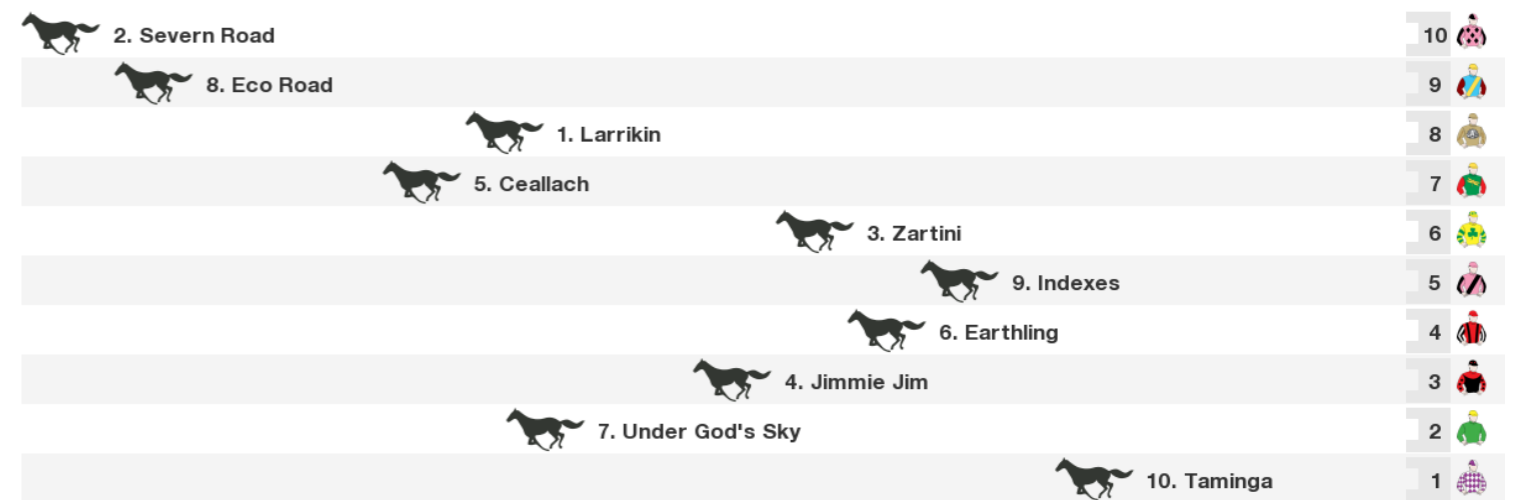 2. Severn Road 10
8. Eco Road 9
1. Larrikin 8
5. Ceallach 7
3. Zartini 6
9. Indexes 5
6. Earthling 4
4. Jimmie Jim 3
7. Under God's Sky 2
10. Taminga 1